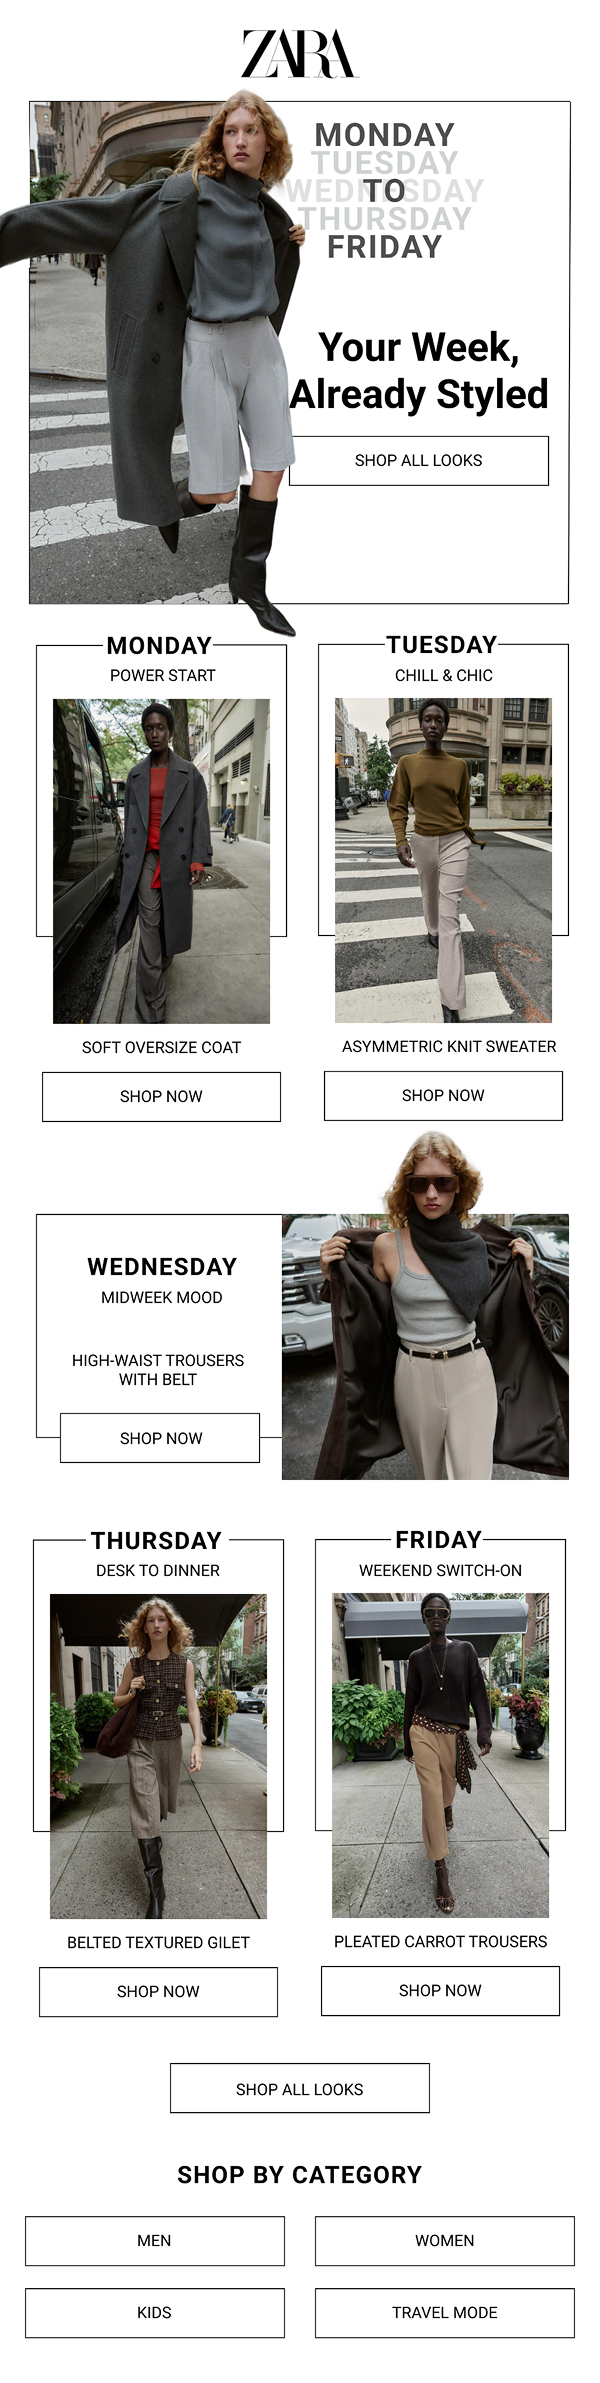 ZARA
MONDAY
TUESDAY
WEDNESDAY
TO
THURSDAY
FRIDAY
Your Week,
Already Styled
SHOP ALL LOOKS
MONDAY
POWER START
SOFT OVERSIZE COAT
SHOP NOW
TUESDAY
CHILL & CHIC
ASYMMETRIC KNIT SWEATER
SHOP NOW
WEDNESDAY
MIDWEEK MOOD
HIGH-WAIST TROUSERS
WITH BELT
SHOP NOW
THURSDAY
DESK TO DINNER
BELTED TEXTURED GILET
SHOP NOW
FRIDAY
WEEKEND SWITCH-ON
PLEATED CARROT TROUSERS
SHOP NOW
SHOP ALL LOOKS
SHOP BY CATEGORY
MEN
WOMEN
KIDS
TRAVEL MODE